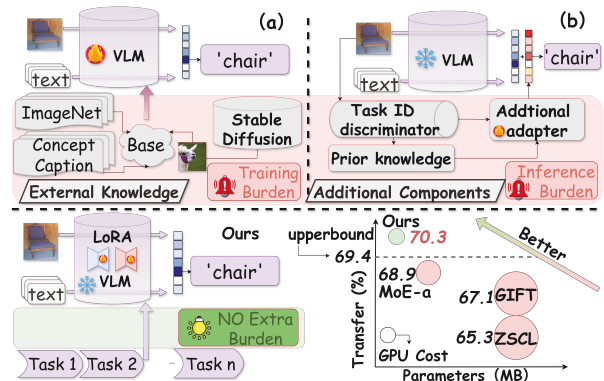 (a)
VLM
text
'chair'
ImageNet
Concept
Caption
Base
Stable
Diffusion
Training
Burden
External Knowledge
(b)
VLM
text
'chair'
Task ID
discriminator
Addtional
adapter
Prior knowledge
Inference
Burden
Additional Components
LoRA
VLM
text
Ours
'chair'
NO Extra
Burden
Task 1
Task 2
Task n
Ours
upperbound
70.3
69.4
68.9
MoE-a
67.1
GIFT
65.3
ZSCL
GPU Cost
Better
Transfer (%)
Parameters (MB)